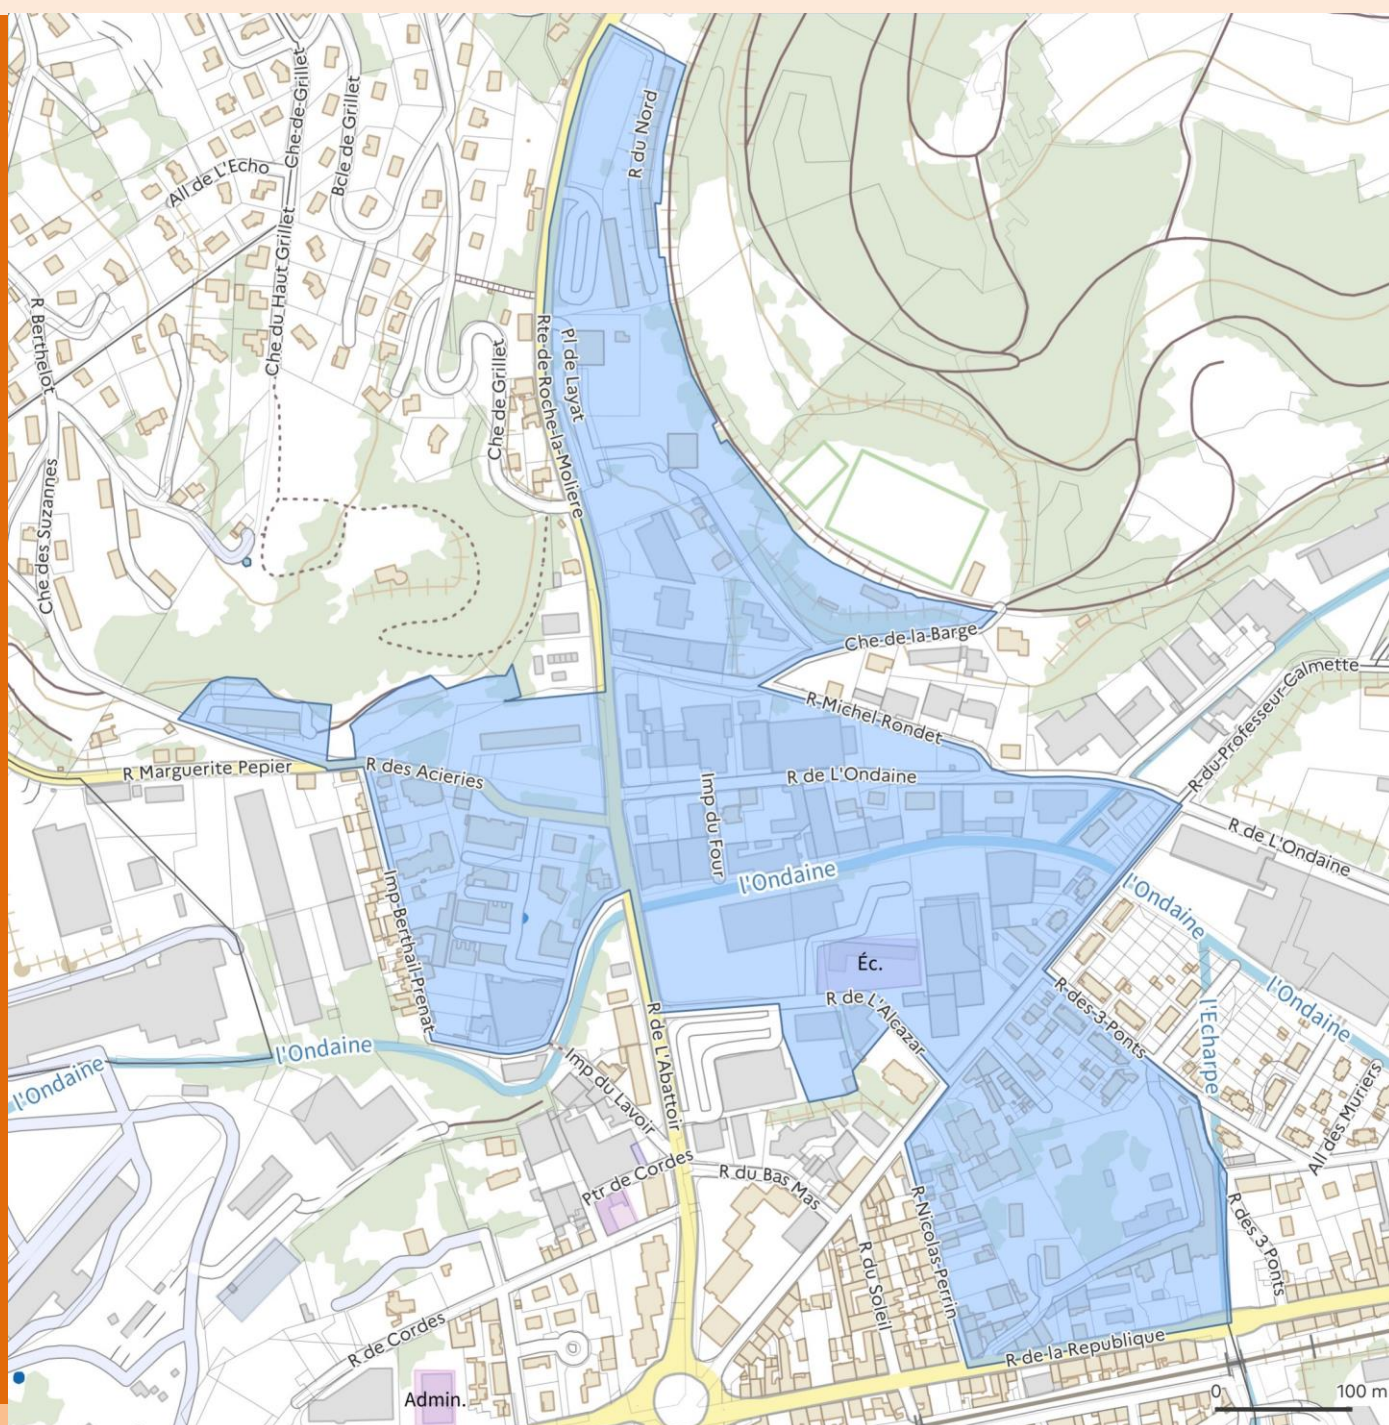 R du Nord
Che-de-Grillet
Bcle de Grillet
All de L'Echo
Che du Haut Grillet
R Berthelot
Rte-de-Roche-la-Moliere
Pl de Layat
Che de Grillet
Che des Suzannes
Che de la Barge
R du-Professeur-Calmette
R Michel-Rondet
R Marguerite Pepier
R des Acieries
Imp du Four
R de L'Ondaine
R de L'Ondaine
l'Ondaine
Imp-Berthail-Prenat
l'Ondaine
Éc.
R de L'Alcazar
R-des-3-Ponts
l'Echarpe
l'Ondaine
l'Ondaine
l'Ondaine
Imp du Lavoir
R de L'Abattoir
All des Muriers
Ptr de Cordes
R du Bas Mas
R-Nicolas-Perrin
R du Soleil
R des 3 Ponts
R de Cordes
R de la Republique
Admin.
0 100 m